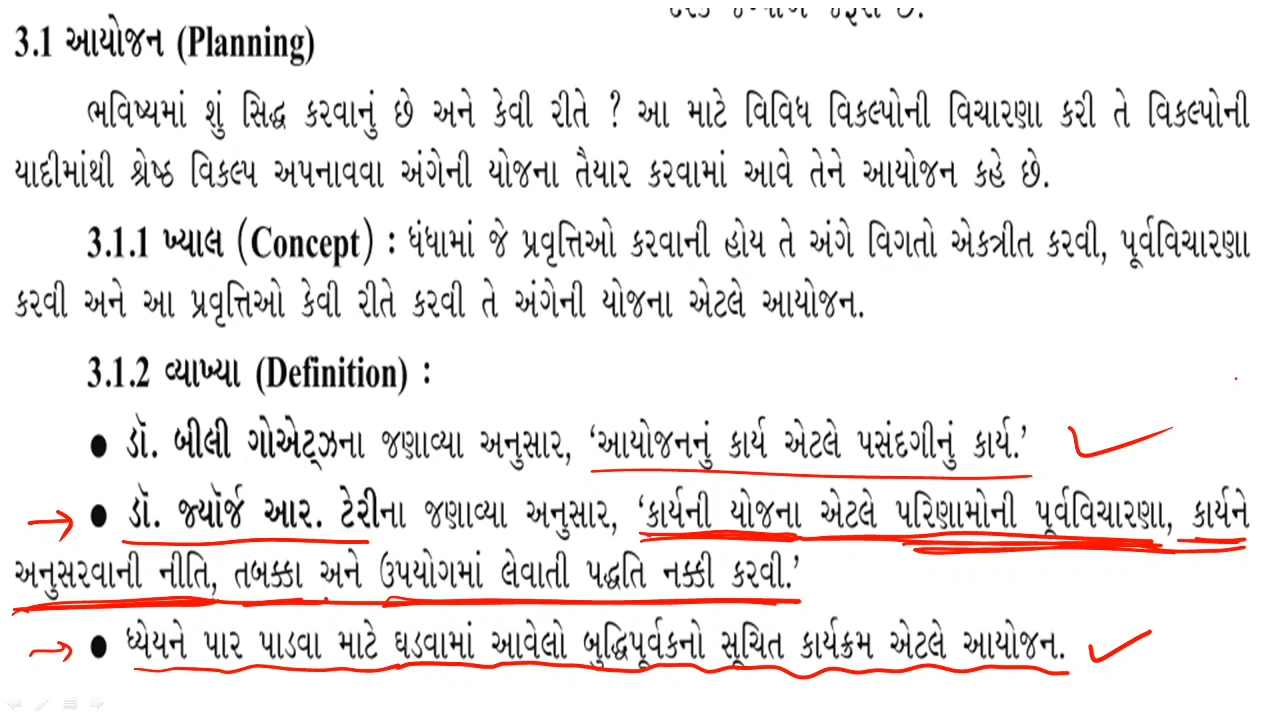 3.1 આયોજન (Planning)
ભવિષ્યમાં શું સિદ્ધ કરવાનું છે અને કેવી રીતે ? આ માટે વિવિધ વિકલ્પોની વિચારણા કરી તે વિકલ્પોની
યાદીમાંથી શ્રેષ્ઠ વિકલ્પ અપનાવવા અંગેની યોજના તૈયાર કરવામાં આવે તેને આયોજન કહે છે.
3.1.1 ખ્યાલ (Concept) : ધંધામાં જે પ્રવૃત્તિઓ કરવાની હોય તે અંગે વિગતો એકત્રીત કરવી, પૂર્વવિચારણા
કરવી અને આ પ્રવૃત્તિઓ કેવી રીતે કરવી તે અંગેની યોજના એટલે આયોજન.
3.1.2 વ્યાખ્યા (Definition) :
● ડૉ. બીલી ગોએટ્ઝના જણાવ્યા અનુસાર, ‘આયોજનનું કાર્ય એટલે પસંદગીનું કાર્ય.’
● ડૉ. જ્યૉર્જ આર. ટેરીના જણાવ્યા અનુસાર, ‘કાર્યની યોજના એટલે પરિણામોની પૂર્વવિચારણા, કાર્યને
અનુસરવાની નીતિ, તબક્કા અને ઉપયોગમાં લેવાતી પદ્ધતિ નક્કી કરવી.’
● ધ્યેયને પાર પાડવા માટે ઘડવામાં આવેલો બુદ્ધિપૂર્વકનો સૂચિત કાર્યક્રમ એટલે આયોજન.